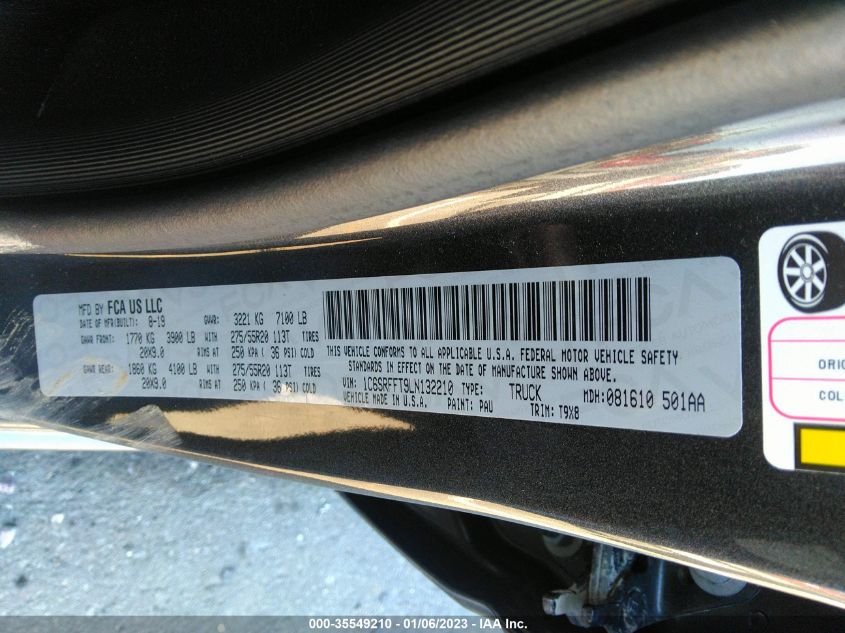 MFD BY FCA US LLC
DATE OF MFR(BUILT): 8-19 GVWR: 3221 KG 7100 LB
GAWR FRONT: 1770 KG 3900 LB WITH 275/55R20 113T TIRES
20X9.0 RIMS AT 250 KPA ( 36 PSI) COLD
GAWR REAR: 1860 KG 4100 LB WITH 275/55R20 113T TIRES
20X9.0 RIMS AT 250 KPA ( 36 PSI) COLD
THIS VEHICLE CONFORMS TO ALL APPLICABLE U.S.A. FEDERAL MOTOR VEHICLE SAFETY
STANDARDS IN EFFECT ON THE DATE OF MANUFACTURE SHOWN ABOVE.
VIN: 1C6SRFFT9LN132210 TYPE: TRUCK MDH:081610 501AA
VEHICLE MADE IN U.S.A. PAINT: PAU TRIM: T9X8
ORIG
COL
000-35549210 - 01/06/2023 - IAA Inc.